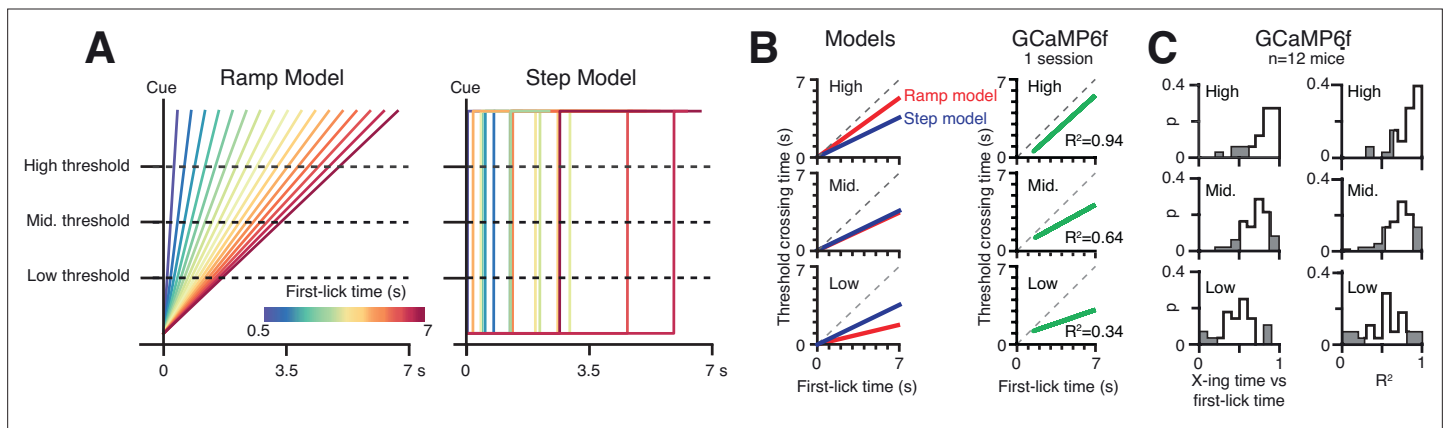 A
Ramp Model
Cue
High threshold
Mid. threshold
Low threshold
First-lick time (s)
0.5
7
0
3.5
7 s
Step Model
Cue
0
3.5
7 s
B
Models
Threshold crossing time (s)
7
High
0
Ramp model
Step model
7
Mid.
0
7
Low
0
0
7
First-lick time (s)
GCaMP6f
1 session
Threshold crossing time (s)
7
High
R²=0.94
0
7
Mid.
R²=0.64
0
7
Low
R²=0.34
0
0
7
First-lick time (s)
C
GCaMP6f
n=12 mice
0.4
High
p
0
0.4
Mid.
p
0
0.4
Low
p
0
0
1
X-ing time vs
first-lick time
0.4
High
0
0.4
Mid.
0
0.4
Low
0
0
1
R²